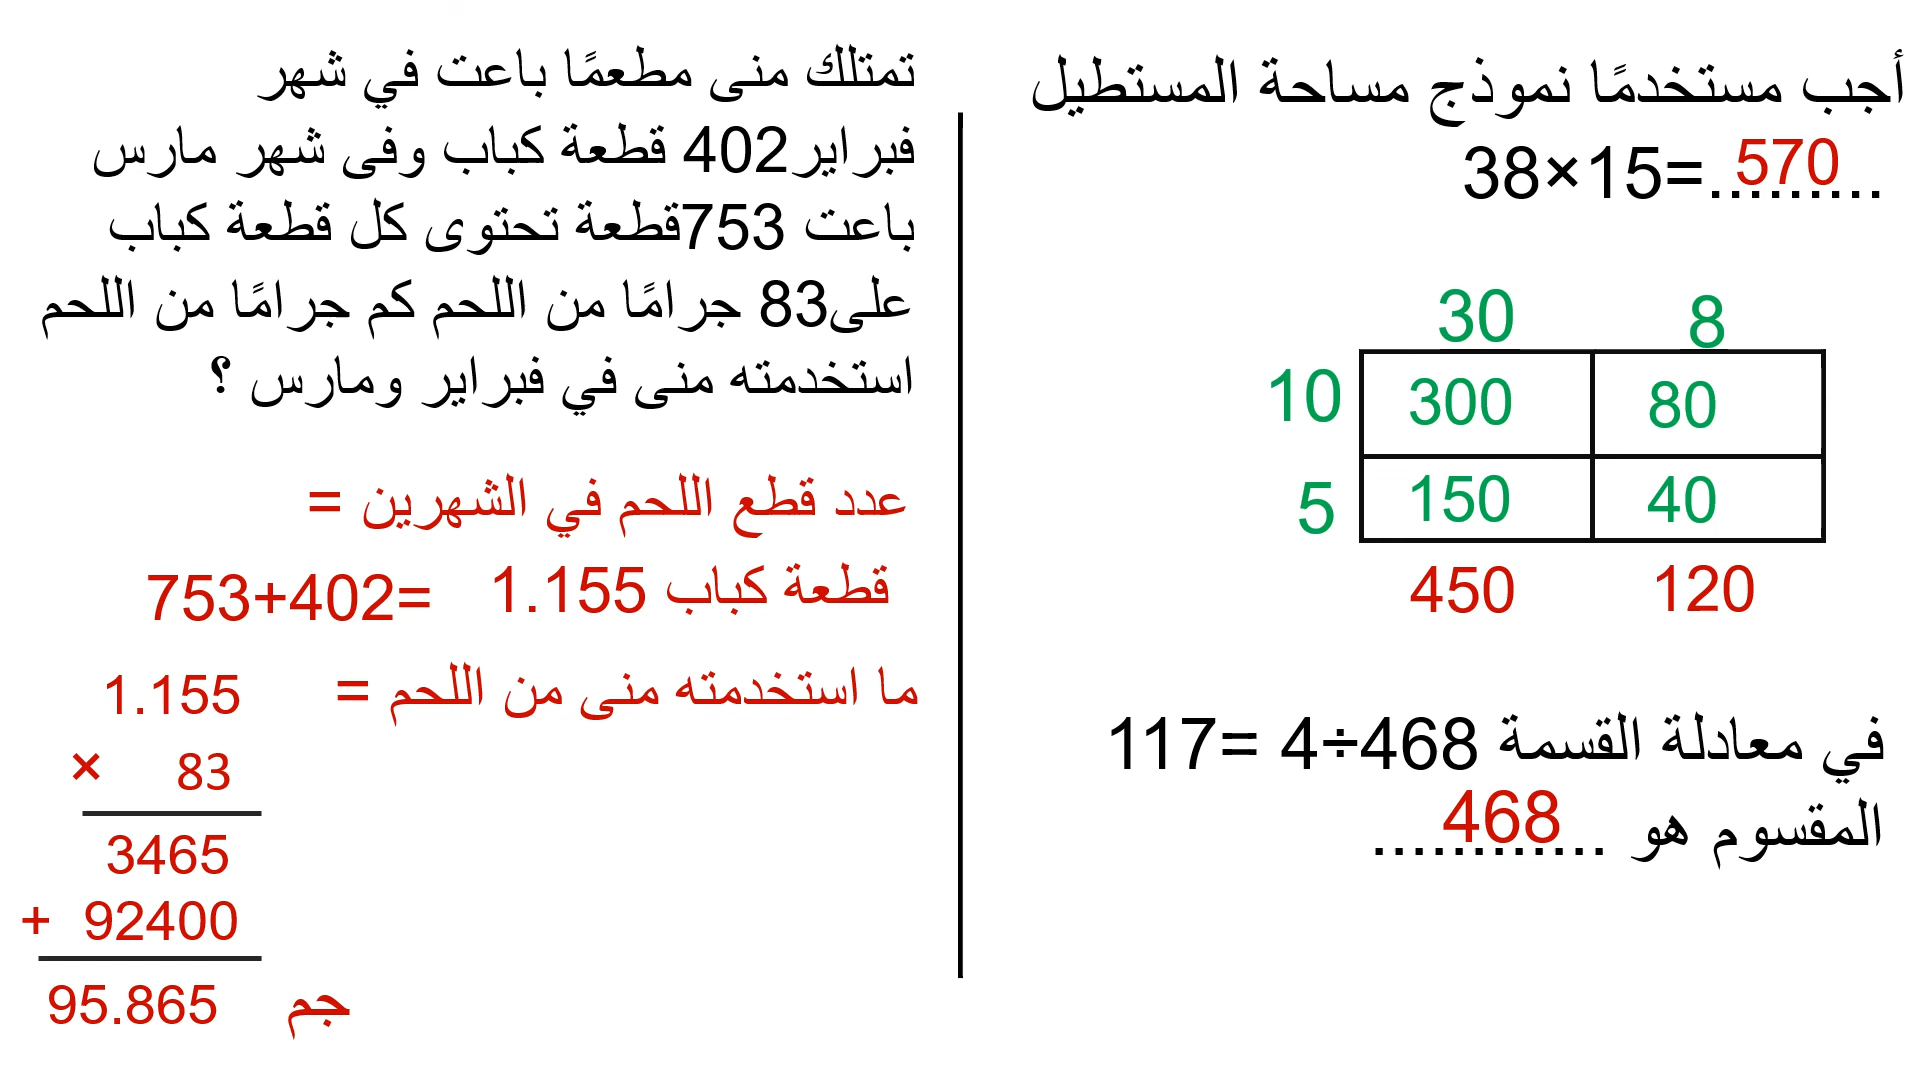 أجب مستخدمًا نموذج مساحة المستطيل
38×15=......... 570
30 8
10 300 80
5 150 40
450 120
في معادلة القسمة 468÷4 =117
المقسوم هو ............ 468
تمتلك منى مطعمًا باعت في شهر
فبراير402 قطعة كباب وفى شهر مارس
باعت 753قطعة تحتوى كل قطعة كباب
على83 جرامًا من اللحم كم جرامًا من اللحم
استخدمته منى في فبراير ومارس ؟
عدد قطع اللحم في الشهرين =
753+402= 1.155 قطعة كباب
ما استخدمته منى من اللحم =
1.155
× 83
3465
+ 92400
95.865 جم